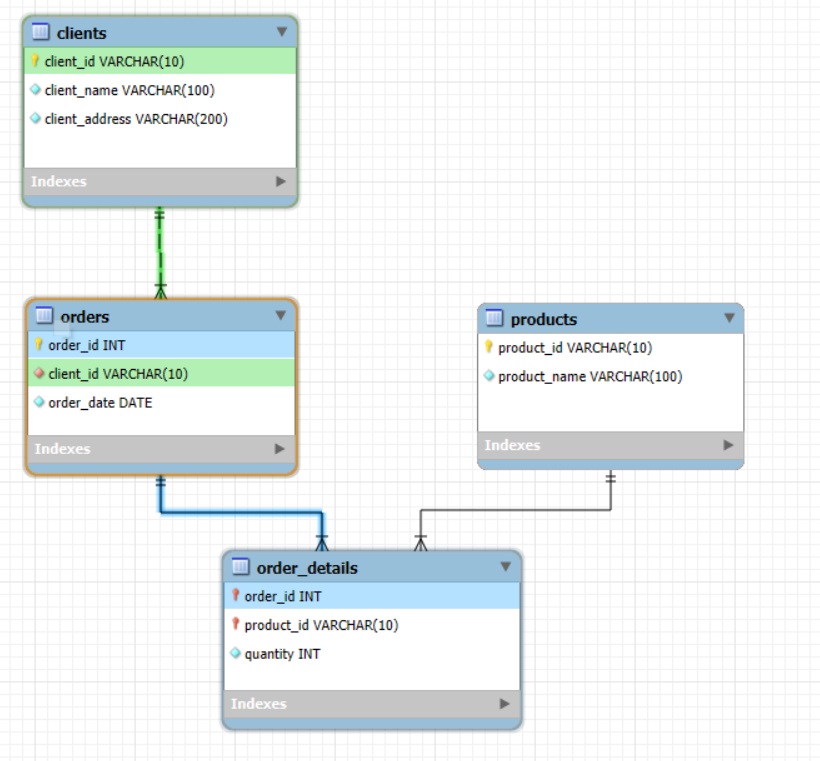 clients
client_id VARCHAR(10)
client_name VARCHAR(100)
client_address VARCHAR(200)
Indexes
orders
order_id INT
client_id VARCHAR(10)
order_date DATE
Indexes
products
product_id VARCHAR(10)
product_name VARCHAR(100)
Indexes
order_details
order_id INT
product_id VARCHAR(10)
quantity INT
Indexes